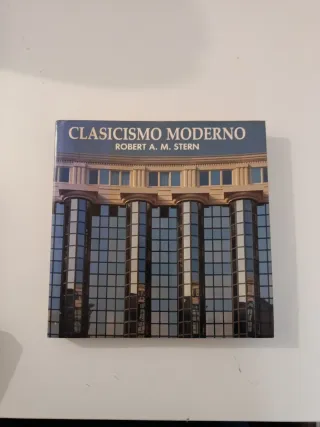 CLASICISMO MODERNO
ROBERT A. M. STERN